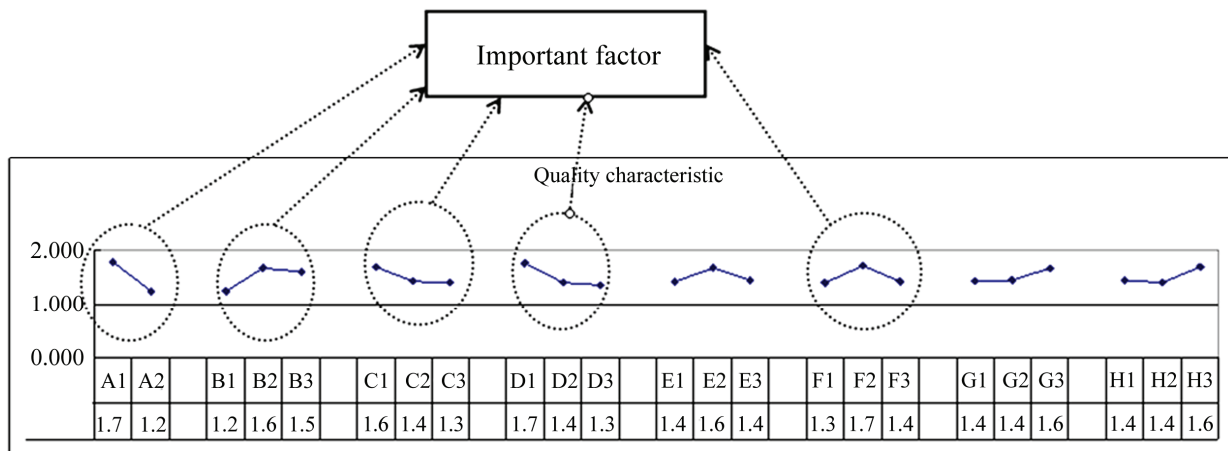 Important factor
Quality characteristic
2.000
1.000
0.000
A1 A2 B1 B2 B3 C1 C2 C3 D1 D2 D3 E1 E2 E3 F1 F2 F3 G1 G2 G3 H1 H2 H3
1.7 1.2 1.2 1.6 1.5 1.6 1.4 1.3 1.7 1.4 1.3 1.4 1.6 1.4 1.3 1.7 1.4 1.4 1.4 1.6 1.4 1.4 1.6